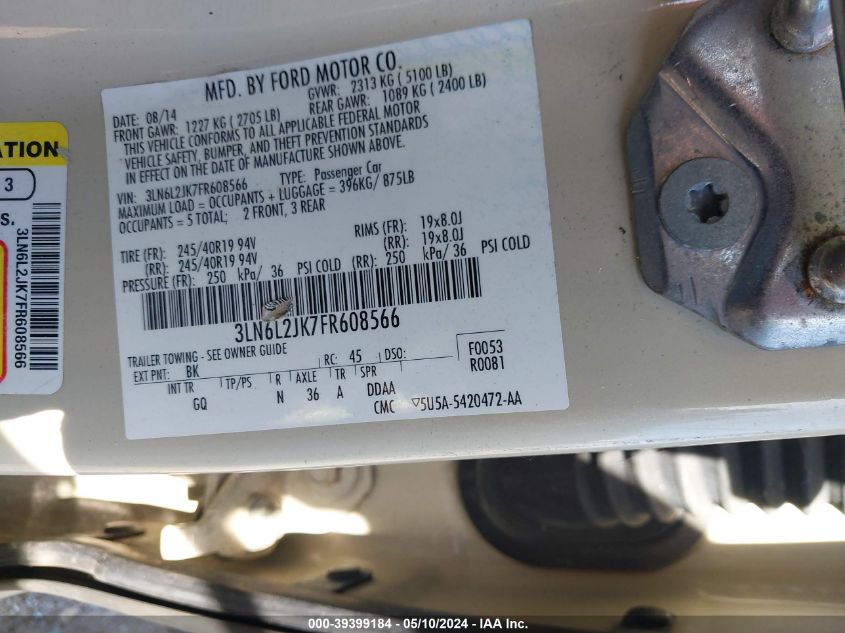 MFD. BY FORD MOTOR CO.
DATE: 08/14
GVWR: 2313 KG ( 5100 LB)
FRONT GAWR: 1227 KG ( 2705 LB)
REAR GAWR: 1089 KG ( 2400 LB)
THIS VEHICLE CONFORMS TO ALL APPLICABLE FEDERAL MOTOR
VEHICLE SAFETY, BUMPER, AND THEFT PREVENTION STANDARDS
IN EFFECT ON THE DATE OF MANUFACTURE SHOWN ABOVE.
VIN: 3LN6L2JK7FR608566 TYPE: Passenger Car
MAXIMUM LOAD = OCCUPANTS + LUGGAGE = 396KG/ 875LB
OCCUPANTS = 5 TOTAL; 2 FRONT, 3 REAR
TIRE (FR): 245/40R19 94V RIMS (FR): 19x8.0J
(RR): 245/40R19 94V (RR): 19x8.0J
PRESSURE (FR): 250 kPa/ 36 PSI COLD (RR): 250 kPa/ 36 PSI COLD
3LN6L2JK7FR608566
TRAILER TOWING - SEE OWNER GUIDE
EXT PNT: BK RC: 45 DSO: F0053
R0081
INT TR TP/PS R AXLE TR SPR
GQ N 36 A DDAA
CMC ▽5U5A-5420472-AA
ATION
3
S.
3LN6L2JK7FR608566
000-39399184 - 05/10/2024 - IAA Inc.